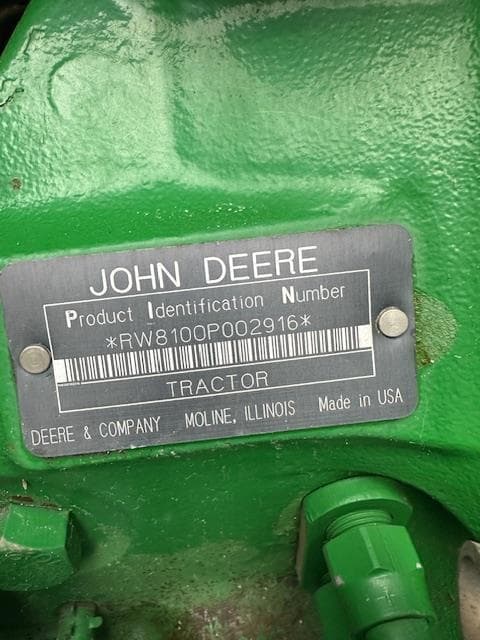 JOHN DEERE
Product Identification Number
*RW8100P002916*
TRACTOR
DEERE & COMPANY MOLINE, ILLINOIS Made in USA